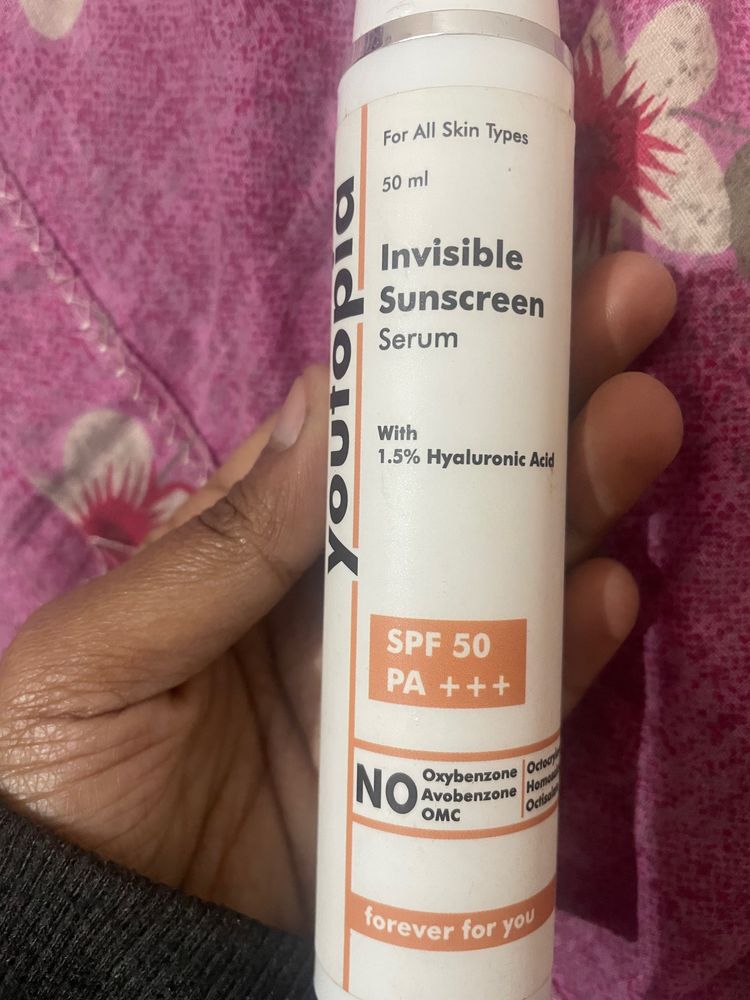 youtopia
For All Skin Types
50 ml
Invisible
Sunscreen
Serum
With
1.5% Hyaluronic Acid
SPF 50
PA +++
NO
Oxybenzone
Avobenzone
OMC
forever for you